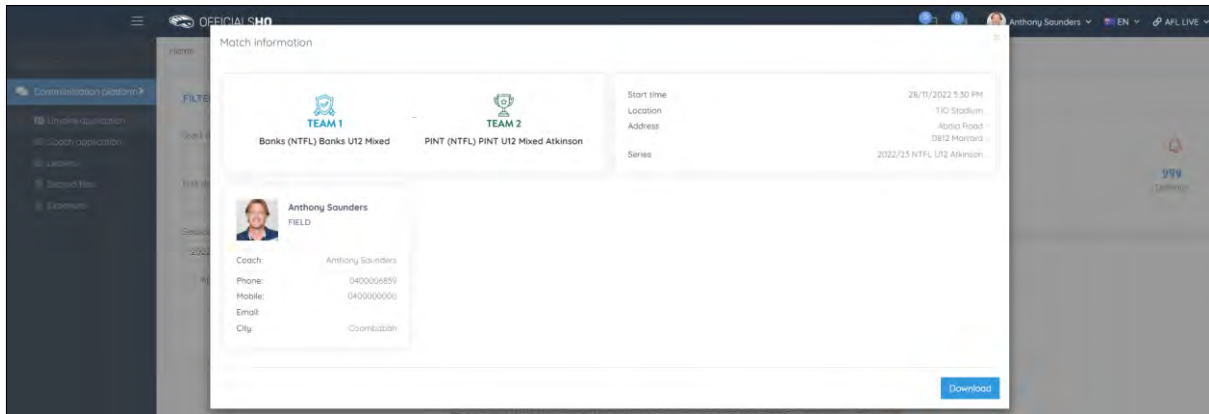 OFFICIALSHQ
Anthony Saunders
EN
AFL LIVE
Home
Match information
Communication platform
FILTE
TEAM 1
-
TEAM 2
Banks (NTFL) Banks U12 Mixed
PINT (NTFL) PINT U12 Mixed Atkinson
Start time
28/11/2022 5:30 PM
Location
TIO Stadium
Address
Abala Road
0812 Marrara
Series
2022/23 NTFL U12 Atkinson
Coach application
999
Anthony Saunders
FIELD
Coach:
Anthony Saunders
Phone:
0400006859
Mobile:
0400000000
Email:
City:
Coombabah
Download